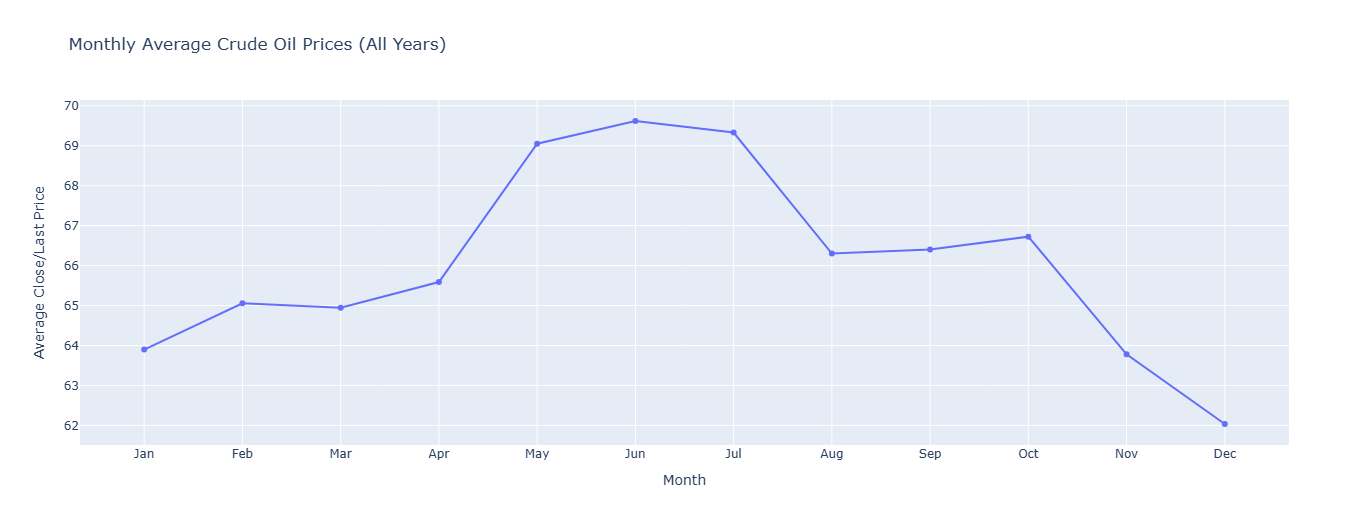 Monthly Average Crude Oil Prices (All Years)
Average Close/Last Price
70
69
68
67
66
65
64
63
62
Jan Feb Mar Apr May Jun Jul Aug Sep Oct Nov Dec
Month